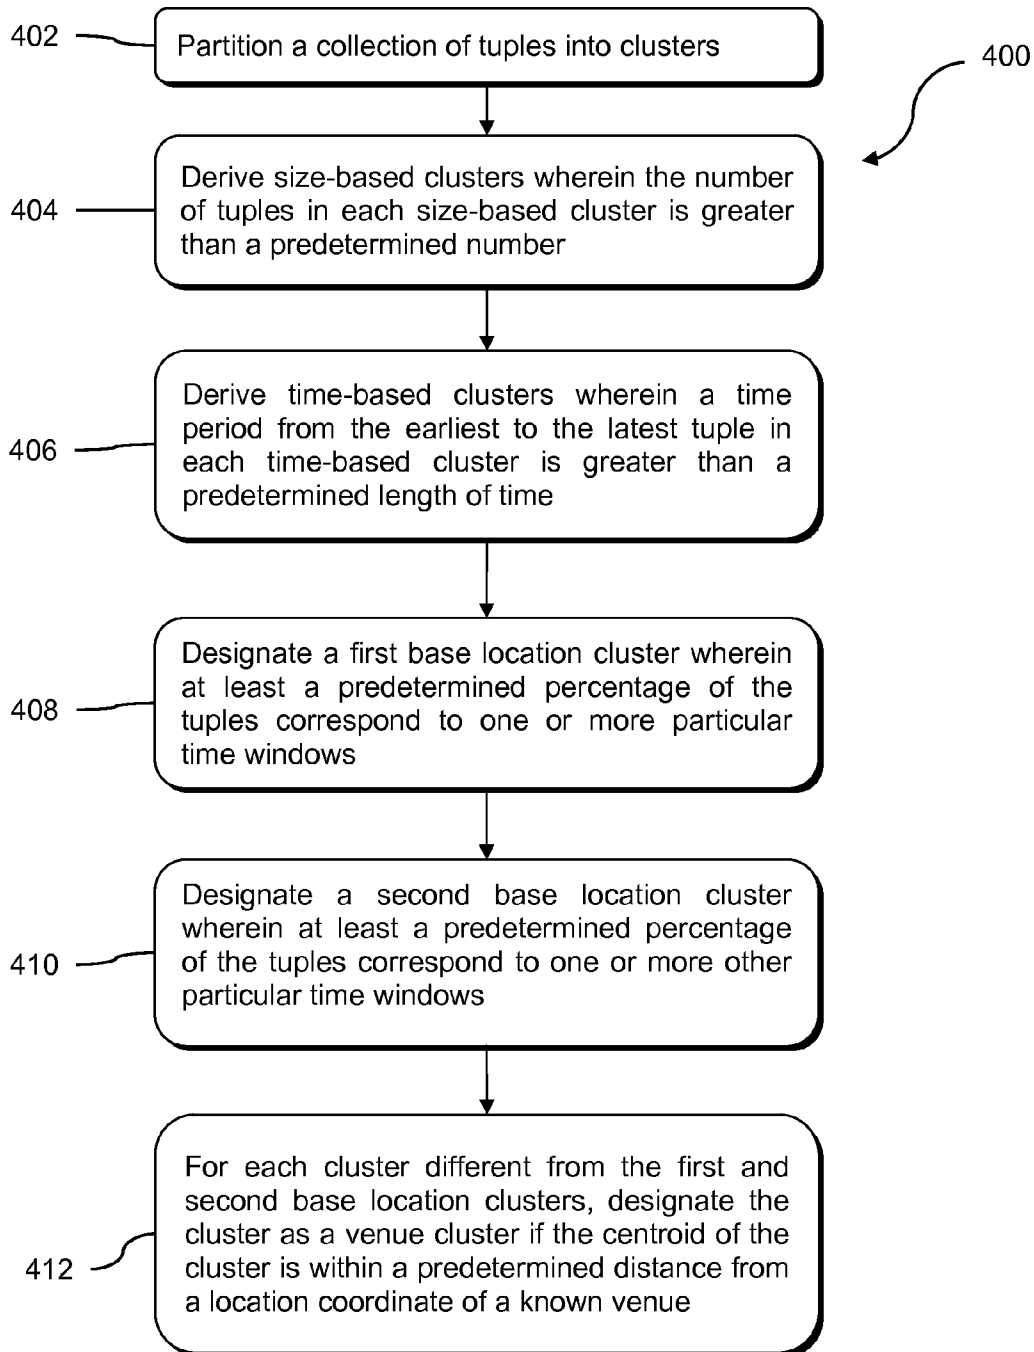 402
Partition a collection of tuples into clusters
400
404
Derive size-based clusters wherein the number
of tuples in each size-based cluster is greater
than a predetermined number
406
Derive time-based clusters wherein a time
period from the earliest to the latest tuple in
each time-based cluster is greater than a
predetermined length of time
408
Designate a first base location cluster wherein
at least a predetermined percentage of the
tuples correspond to one or more particular
time windows
410
Designate a second base location cluster
wherein at least a predetermined percentage
of the tuples correspond to one or more other
particular time windows
412
For each cluster different from the first and
second base location clusters, designate the
cluster as a venue cluster if the centroid of the
cluster is within a predetermined distance from
a location coordinate of a known venue